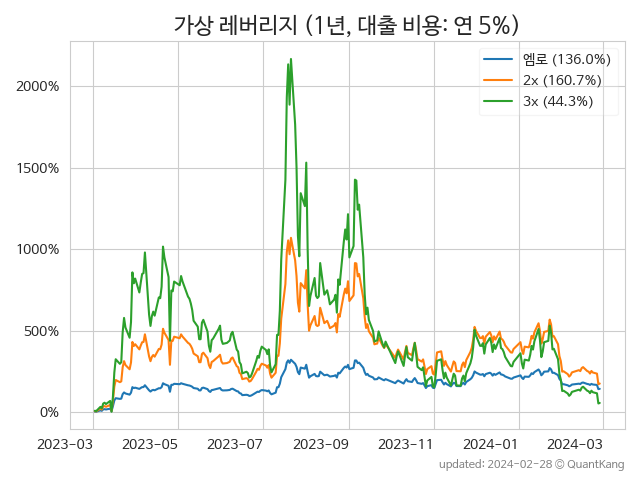 가상 레버리지 (1년, 대출 비용: 연 5%)
엠로 (136.0%)
2x (160.7%)
3x (44.3%)
2000%
1500%
1000%
500%
0%
2023-03 2023-05 2023-07 2023-09 2023-11 2024-01 2024-03
updated: 2024-02-28 © QuantKang